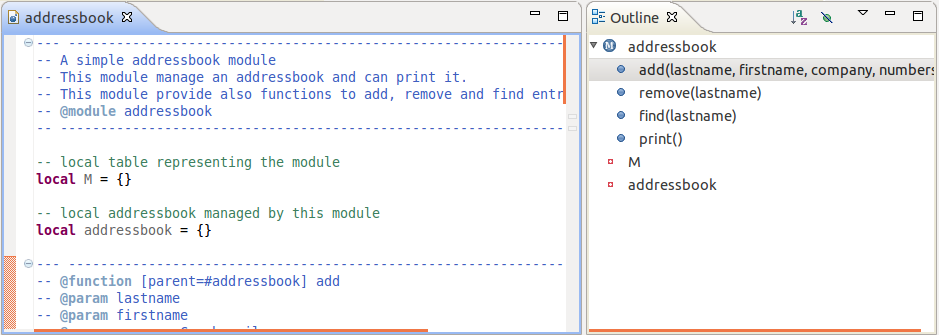 addressbook
-- A simple addressbook module
-- This module manage an addressbook and can print it.
-- This module provide also functions to add, remove and find entr
-- @module addressbook
-- local table representing the module
local M = {}
-- local addressbook managed by this module
local addressbook = {}
-- @function [parent=#addressbook] add
-- @param lastname
-- @param firstname
Outline
addressbook
add(lastname, firstname, company, numbers
remove(lastname)
find(lastname)
print()
M
addressbook